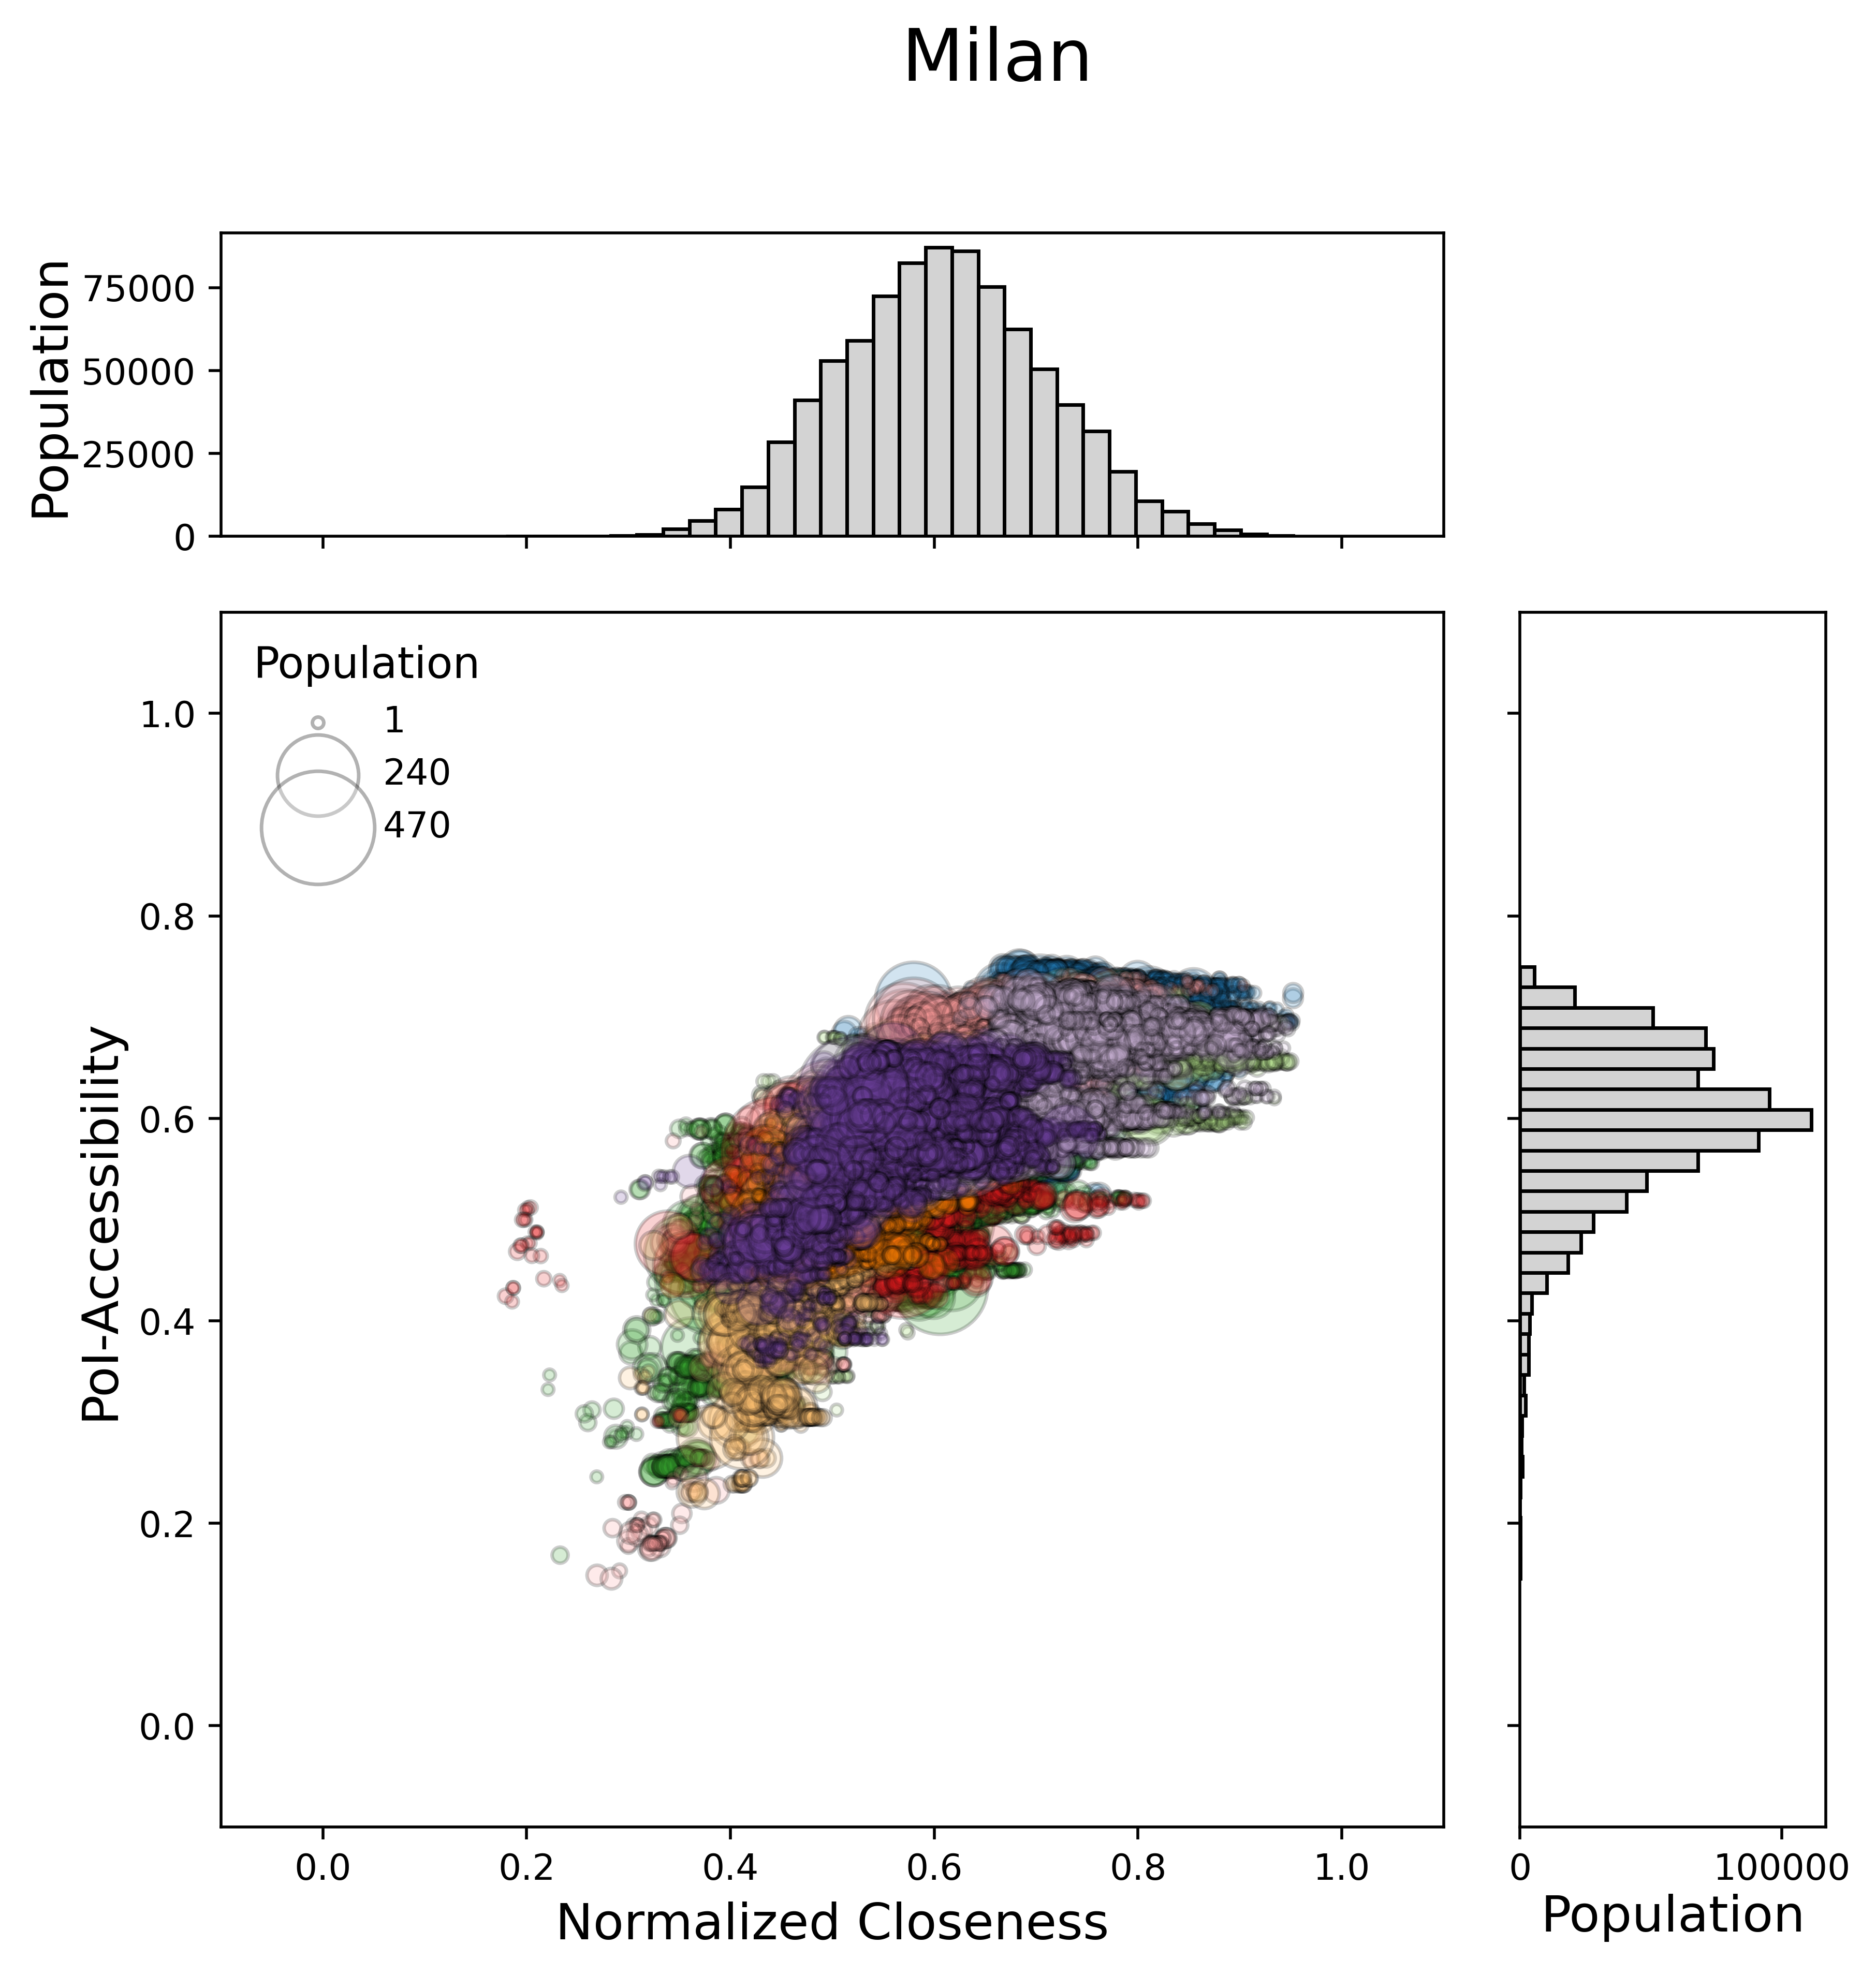 Milan
Population
75000
50000
25000
0
Population
1
240
470
Pol-Accessibility
1.0
0.8
0.6
0.4
0.2
0.0
0.0 0.2 0.4 0.6 0.8 1.0
Normalized Closeness
0 100000
Population